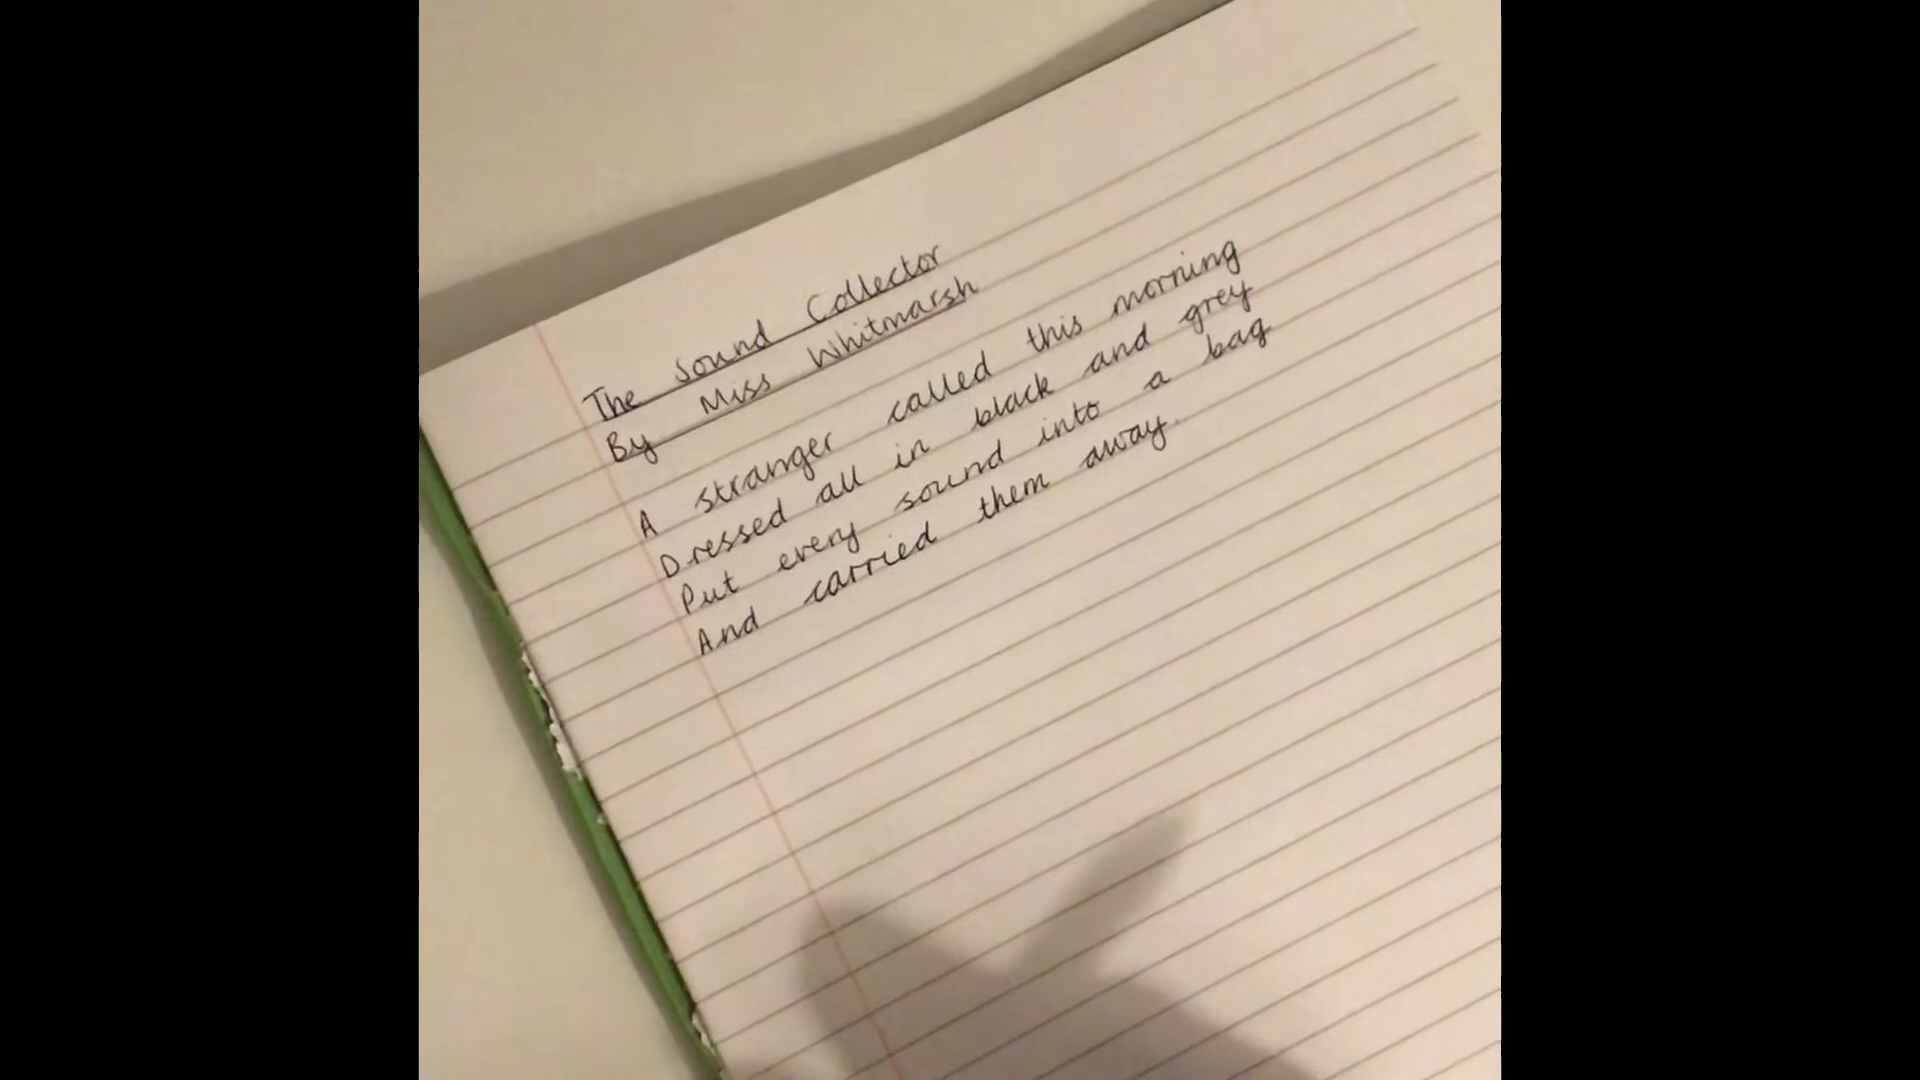 The Sound Collector
By Miss Whitmarsh
A stranger called this morning
Dressed all in black and grey
Put every sound into a bag
And carried them away.